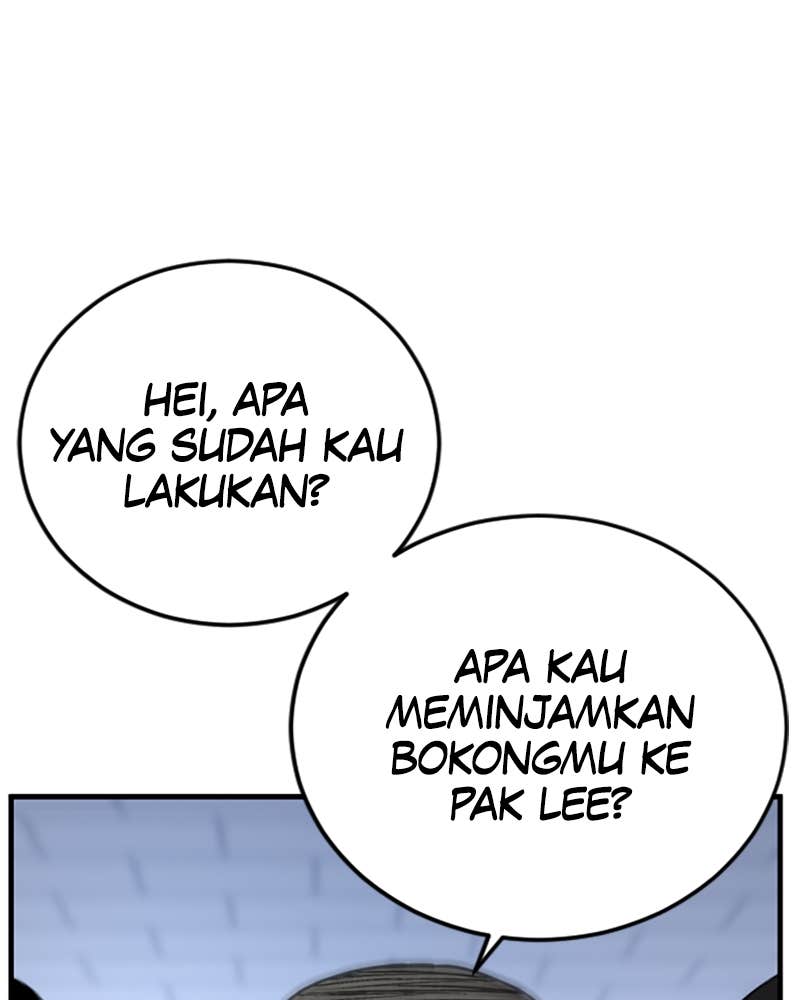 HEI, APA
YANG SUDAH KAU
LAKUKAN?
APA KAU
MEMINJAMKAN
BOKONGMU KE
PAK LEE?